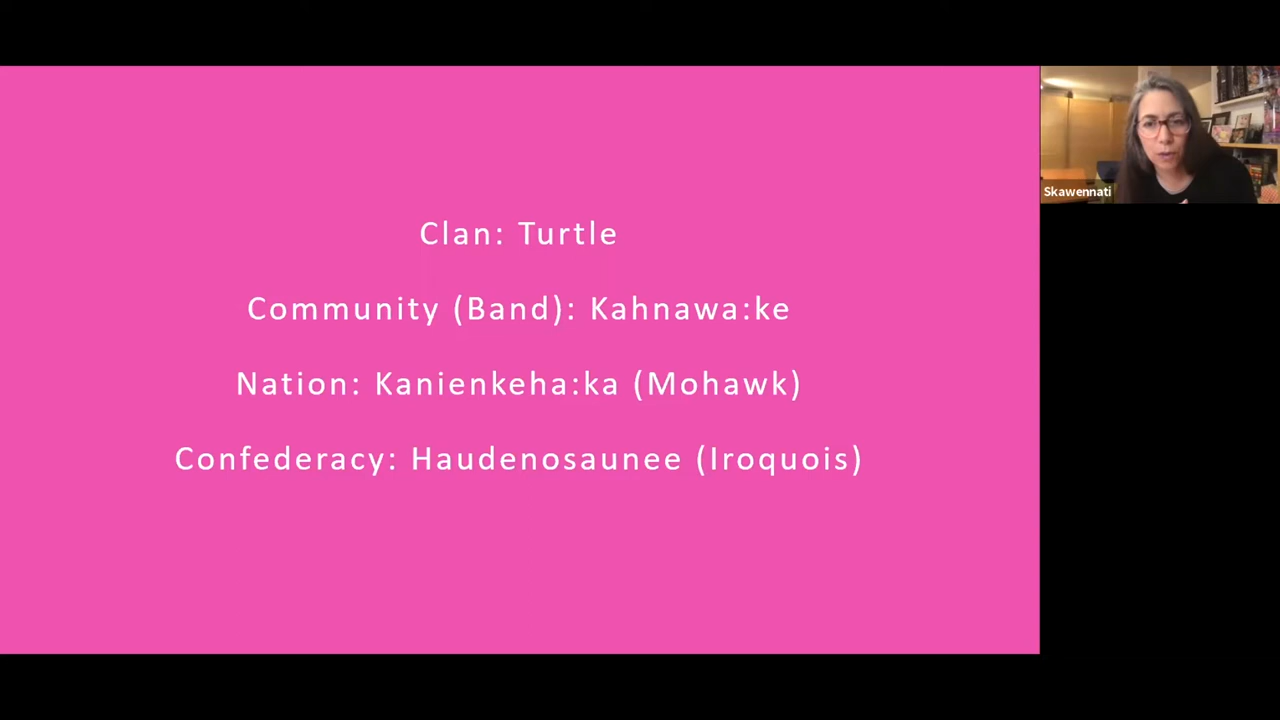 Clan: Turtle
Community (Band): Kahnawa:ke
Nation: Kanienkeha:ka (Mohawk)
Confederacy: Haudenosaunee (Iroquois)
Skawennati